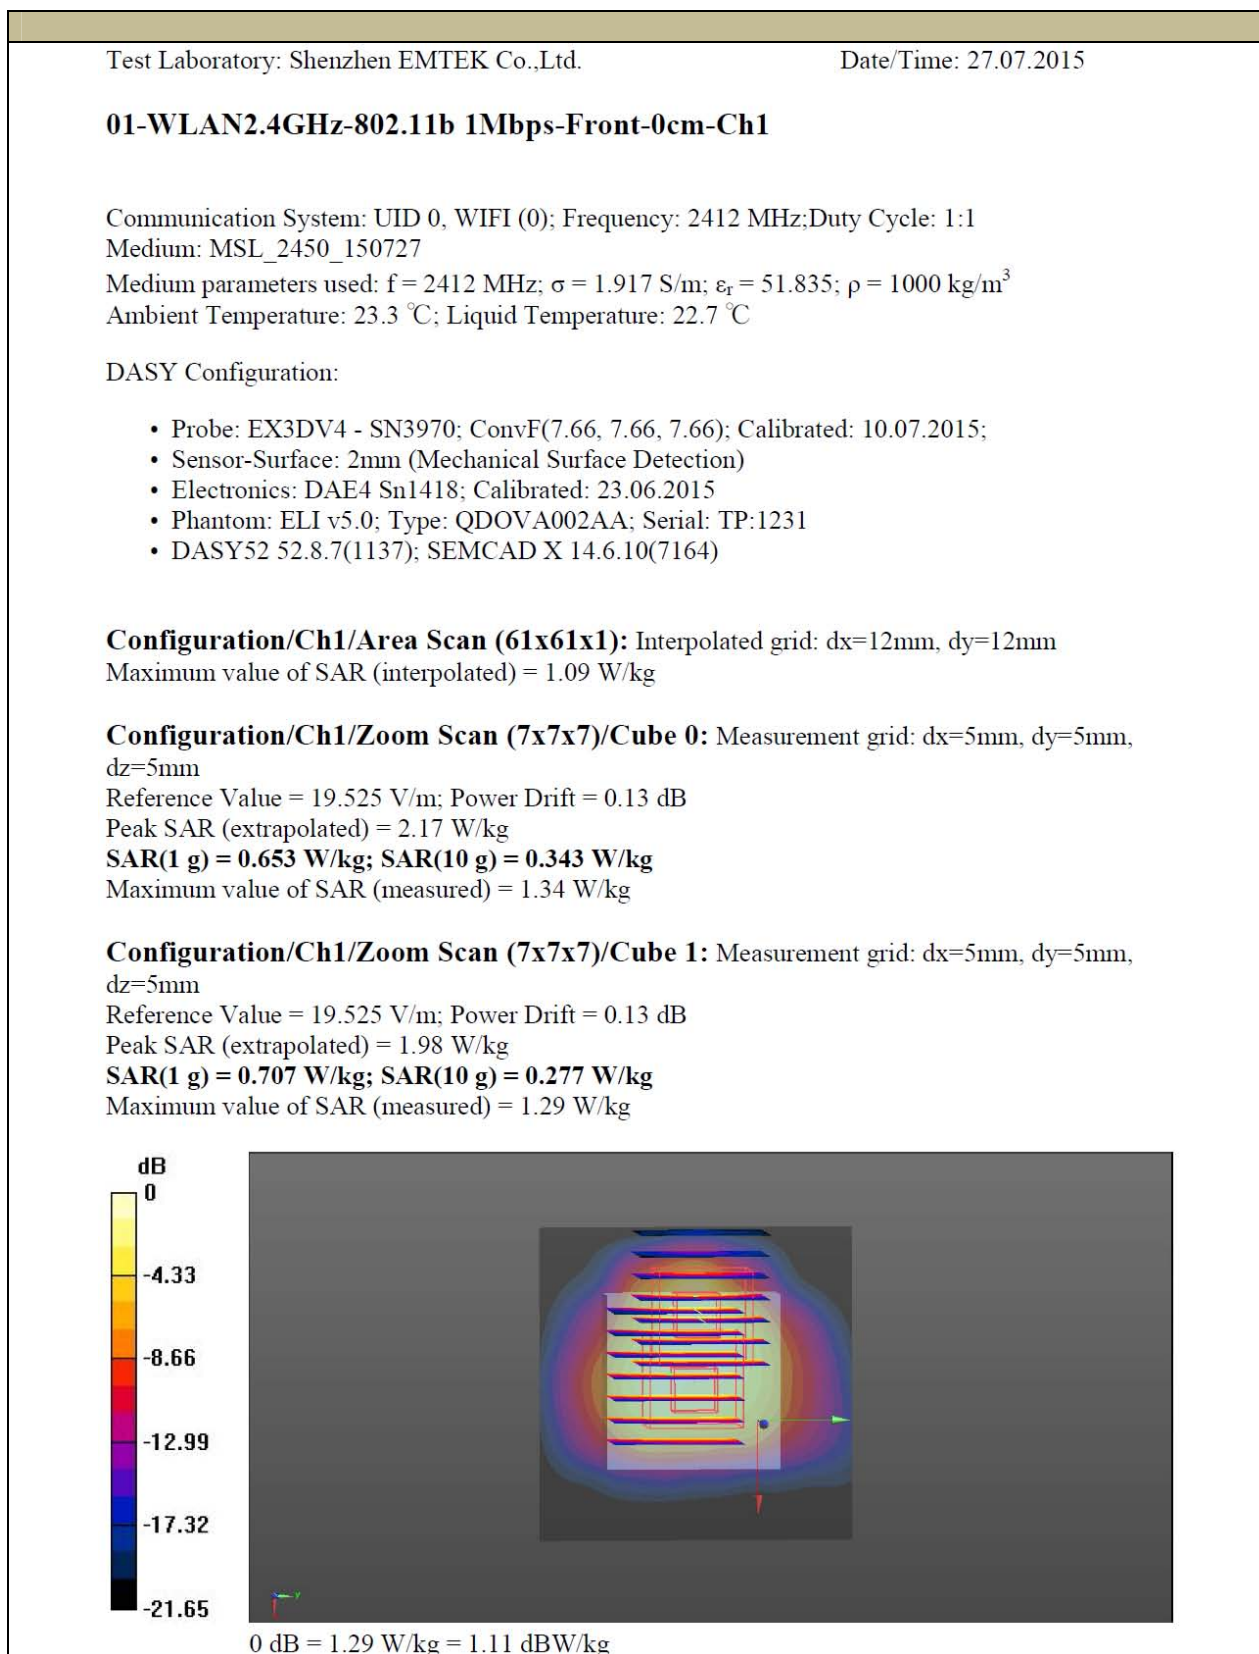 Test Laboratory: Shenzhen EMTEK Co.,Ltd. Date/Time: 27.07.2015
01-WLAN2.4GHz-802.11b 1Mbps-Front-0cm-Ch1
Communication System: UID 0, WIFI (0); Frequency: 2412 MHz;Duty Cycle: 1:1
Medium: MSL_2450_150727
Medium parameters used: f = 2412 MHz; σ = 1.917 S/m; εr = 51.835; ρ = 1000 kg/m³
Ambient Temperature: 23.3 ℃; Liquid Temperature: 22.7 ℃
DASY Configuration:
• Probe: EX3DV4 - SN3970; ConvF(7.66, 7.66, 7.66); Calibrated: 10.07.2015;
• Sensor-Surface: 2mm (Mechanical Surface Detection)
• Electronics: DAE4 Sn1418; Calibrated: 23.06.2015
• Phantom: ELI v5.0; Type: QDOVA002AA; Serial: TP:1231
• DASY52 52.8.7(1137); SEMCAD X 14.6.10(7164)
Configuration/Ch1/Area Scan (61x61x1): Interpolated grid: dx=12mm, dy=12mm
Maximum value of SAR (interpolated) = 1.09 W/kg
Configuration/Ch1/Zoom Scan (7x7x7)/Cube 0: Measurement grid: dx=5mm, dy=5mm,
dz=5mm
Reference Value = 19.525 V/m; Power Drift = 0.13 dB
Peak SAR (extrapolated) = 2.17 W/kg
SAR(1 g) = 0.653 W/kg; SAR(10 g) = 0.343 W/kg
Maximum value of SAR (measured) = 1.34 W/kg
Configuration/Ch1/Zoom Scan (7x7x7)/Cube 1: Measurement grid: dx=5mm, dy=5mm,
dz=5mm
Reference Value = 19.525 V/m; Power Drift = 0.13 dB
Peak SAR (extrapolated) = 1.98 W/kg
SAR(1 g) = 0.707 W/kg; SAR(10 g) = 0.277 W/kg
Maximum value of SAR (measured) = 1.29 W/kg
dB
0
-4.33
-8.66
-12.99
-17.32
-21.65
Y
0 dB = 1.29 W/kg = 1.11 dBW/kg